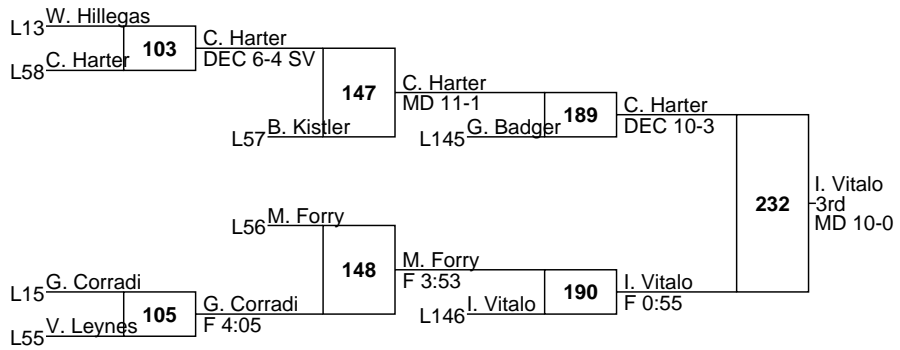 W. Hillegas
L13
103
C. Harter
L58
C. Harter
DEC 6-4 SV
147
B. Kistler
L57
C. Harter
MD 11-1
189
G. Badger
L145
C. Harter
DEC 10-3
232
I. Vitalo
3rd
MD 10-0
M. Forry
L56
148
M. Forry
F 3:53
G. Corradi
L15
105
V. Leynes
L55
G. Corradi
F 4:05
190
I. Vitalo
L146
I. Vitalo
F 0:55